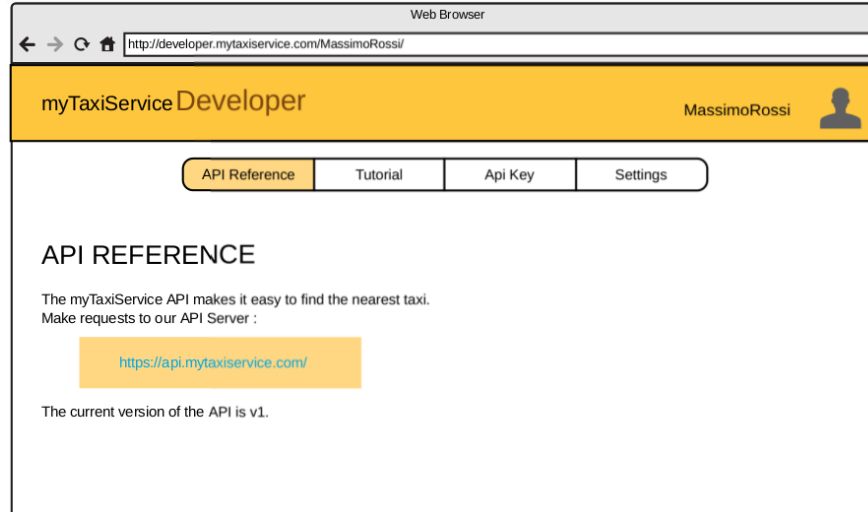 Web Browser
http://developer.mytaxiservice.com/MassimoRossi/
myTaxiService Developer
MassimoRossi
API Reference Tutorial Api Key Settings
API REFERENCE
The myTaxiService API makes it easy to find the nearest taxi.
Make requests to our API Server :
https://api.mytaxiservice.com/
The current version of the API is v1.